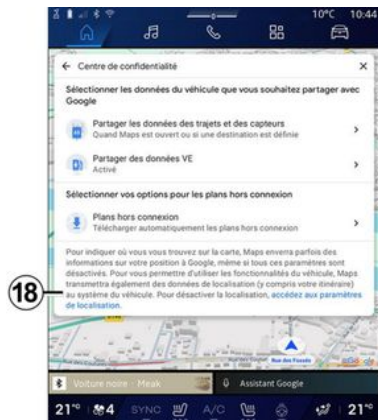 10°C 10:44
Centre de confidentialité
Sélectionner les données du véhicule que vous souhaitez partager avec
Google
Partager les données des trajets et des capteurs
Quand Maps est ouvert ou si une destination est définie
Partager des données VE
Activé
Sélectionner vos options pour les plans hors connexion
Plans hors connexion
Télécharger automatiquement les plans hors connexion
Pour indiquer où vous vous trouvez sur la carte, Maps enverra parfois des
informations sur votre position à Google, même si tous ces paramètres sont
désactivés. Pour vous permettre d'utiliser les fonctionnalités du véhicule, Maps
transmettra également des données de localisation (y compris votre itinéraire)
au système du véhicule. Pour désactiver la localisation, accédez aux paramètres
de localisation.
18
Rue des Fossés
Voiture noire - Meak
Assistant Google
21°C 4 SYNC A/C 21°C